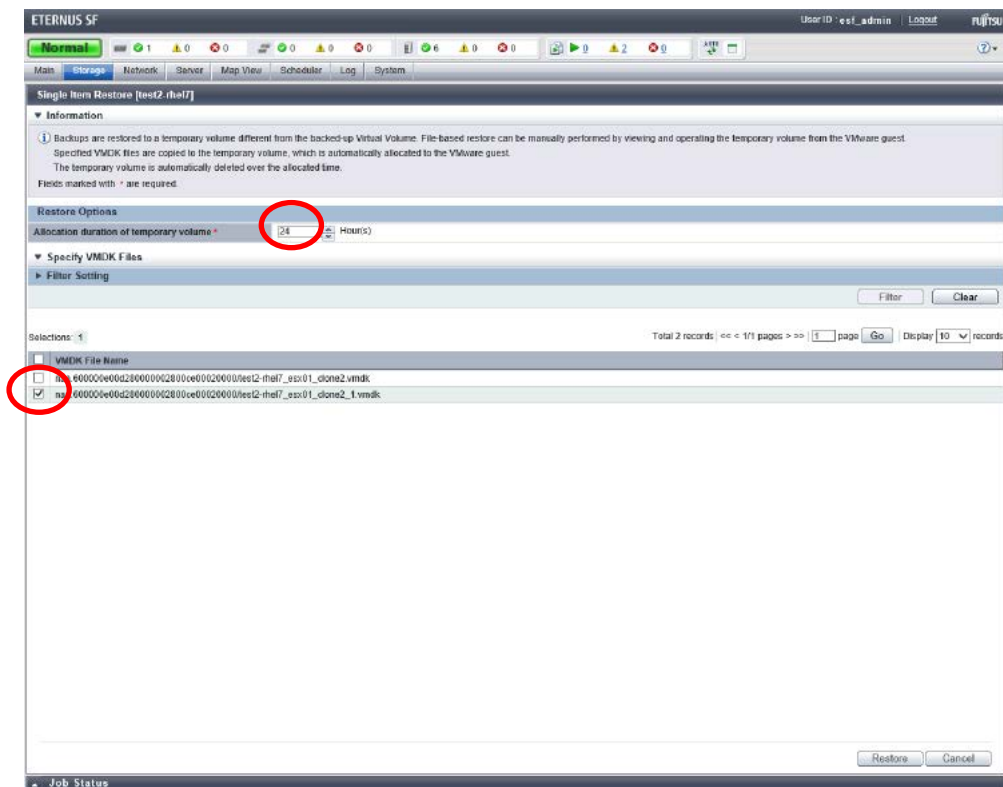 ETERNUS SF User ID : esf_admin Logout FUJITSU
Normal 1 0 0 0 0 0 6 0 0 0 2 0
Main Storage Network Server Map View Scheduler Log System
Single Item Restore [test2-rhel7]
Information
Backups are restored to a temporary volume different from the backed-up Virtual Volume. File-based restore can be manually performed by viewing and operating the temporary volume from the VMware guest.
Specified VMDK files are copied to the temporary volume, which is automatically allocated to the VMware guest.
The temporary volume is automatically deleted over the allocated time.
Fields marked with * are required.
Restore Options
Allocation duration of temporary volume * 24 Hour(s)
Specify VMDK Files
Filter Setting
Filter Clear
Selections: 1 Total 2 records << < 1/1 pages > >> 1 page Go Display 10 records
VMDK File Name
test2-rhel7_esx01_clone2.vmdk
test2-rhel7_esx01_clone2_1.vmdk
Restore Cancel
Job Status